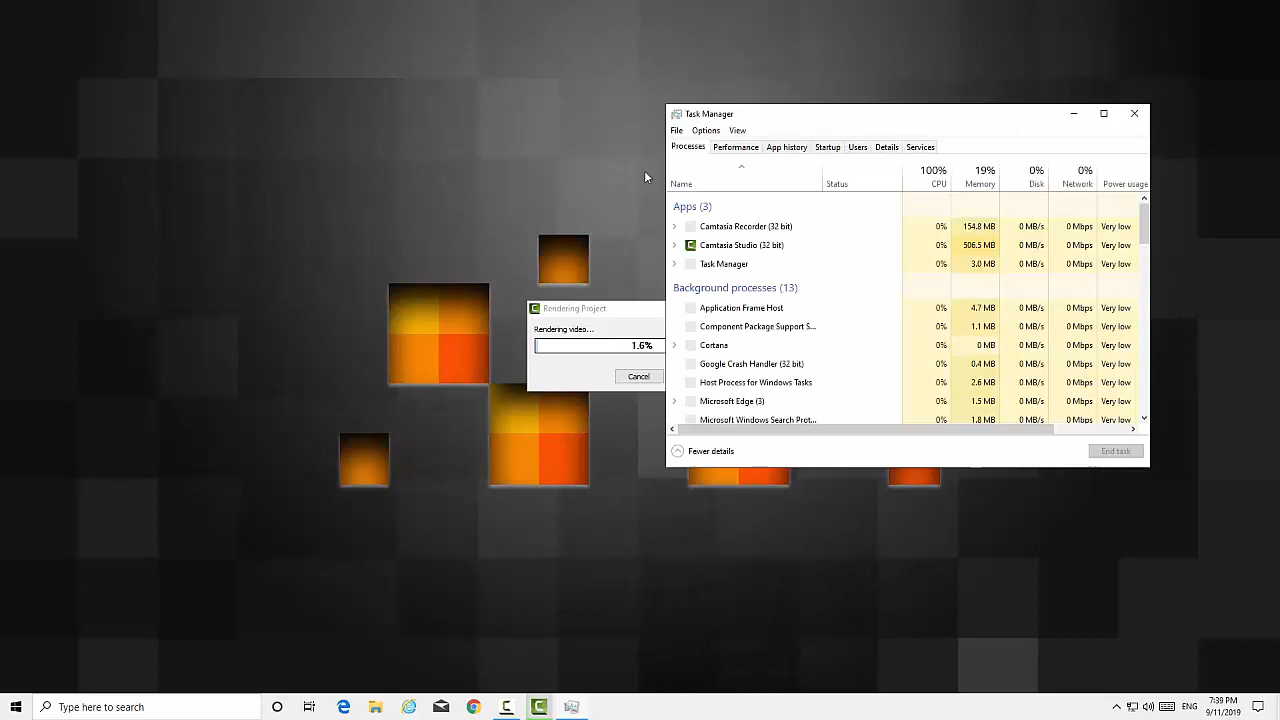 Task Manager
File Options View
Processes Performance App history Startup Users Details Services
100% 19% 0% 0%
Name Status CPU Memory Disk Network Power usage
Apps (3)
Camtasia Recorder (32 bit) 0% 154.8 MB 0 MB/s 0 Mbps Very low
Camtasia Studio (32 bit) 0% 506.5 MB 0 MB/s 0 Mbps Very low
Task Manager 0% 3.0 MB 0 MB/s 0 Mbps Very low
Background processes (13)
Application Frame Host 0% 4.7 MB 0 MB/s 0 Mbps Very low
Component Package Support S... 0% 1.1 MB 0 MB/s 0 Mbps Very low
Cortana 0% 0 MB 0 MB/s 0 Mbps Very low
Google Crash Handler (32 bit) 0% 0.4 MB 0 MB/s 0 Mbps Very low
Host Process for Windows Tasks 0% 2.6 MB 0 MB/s 0 Mbps Very low
Microsoft Edge (3) 0% 1.5 MB 0 MB/s 0 Mbps Very low
Microsoft Windows Search Prot... 0% 1.8 MB 0 MB/s 0 Mbps Very low
Fewer details End task
Rendering Project
Rendering video...
1.6%
Cancel
Type here to search
ENG
7:39 PM
9/11/2019